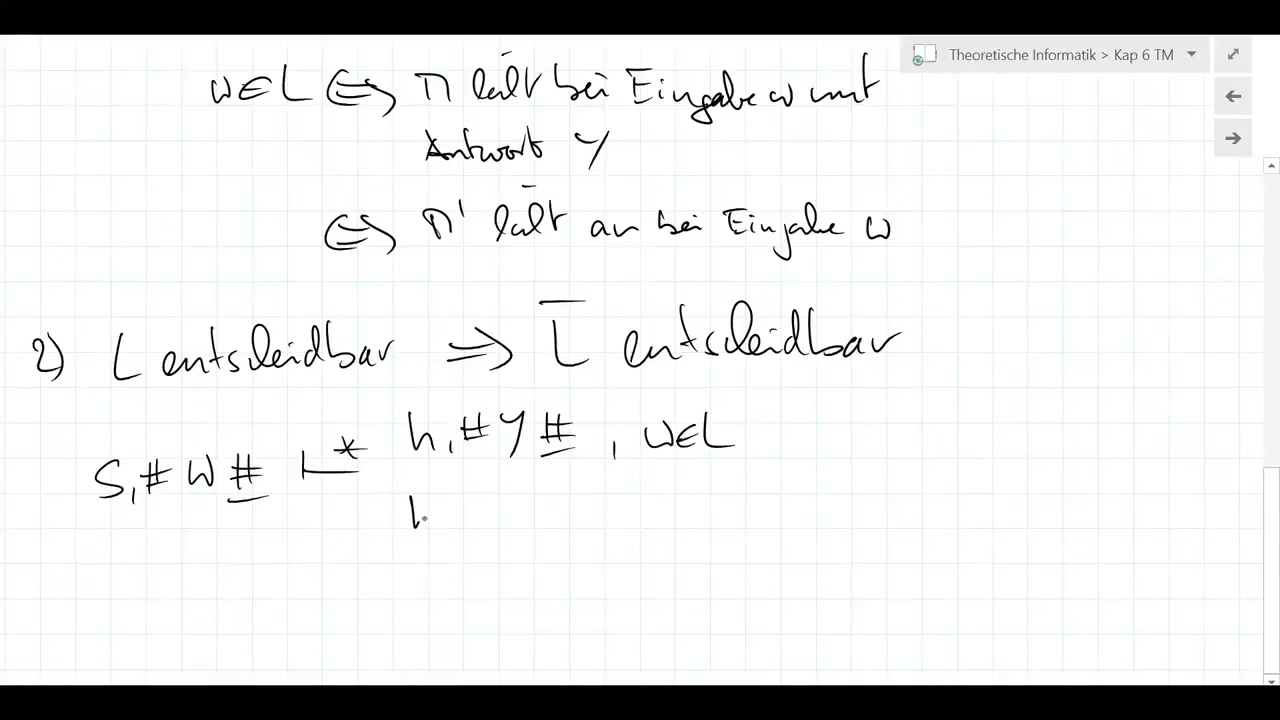 Theoretische Informatik > Kap 6 TM
w∈L ⟺ M hält bei Eingabe w mit
Antwort Y
⟺ M' hält an bei Eingabe w
2) L entscheidbar ⟹ L̅ entscheidbar
s,#w#̲ ⊢* h,#Y#̲ , w∈L
h